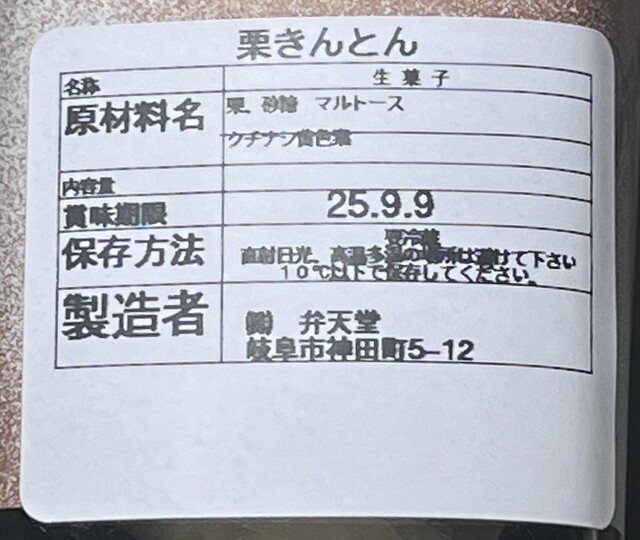 栗きんとん
名称 生菓子
原材料名 栗、砂糖 マルトース
クチナシ黄色素
内容量
賞味期限 25.9.9
要冷蔵
保存方法 直射日光、高温多湿の場所は避けて下さい
10℃以下で保存してください。
製造者 ㈱ 弁天堂
岐阜市神田町5-12